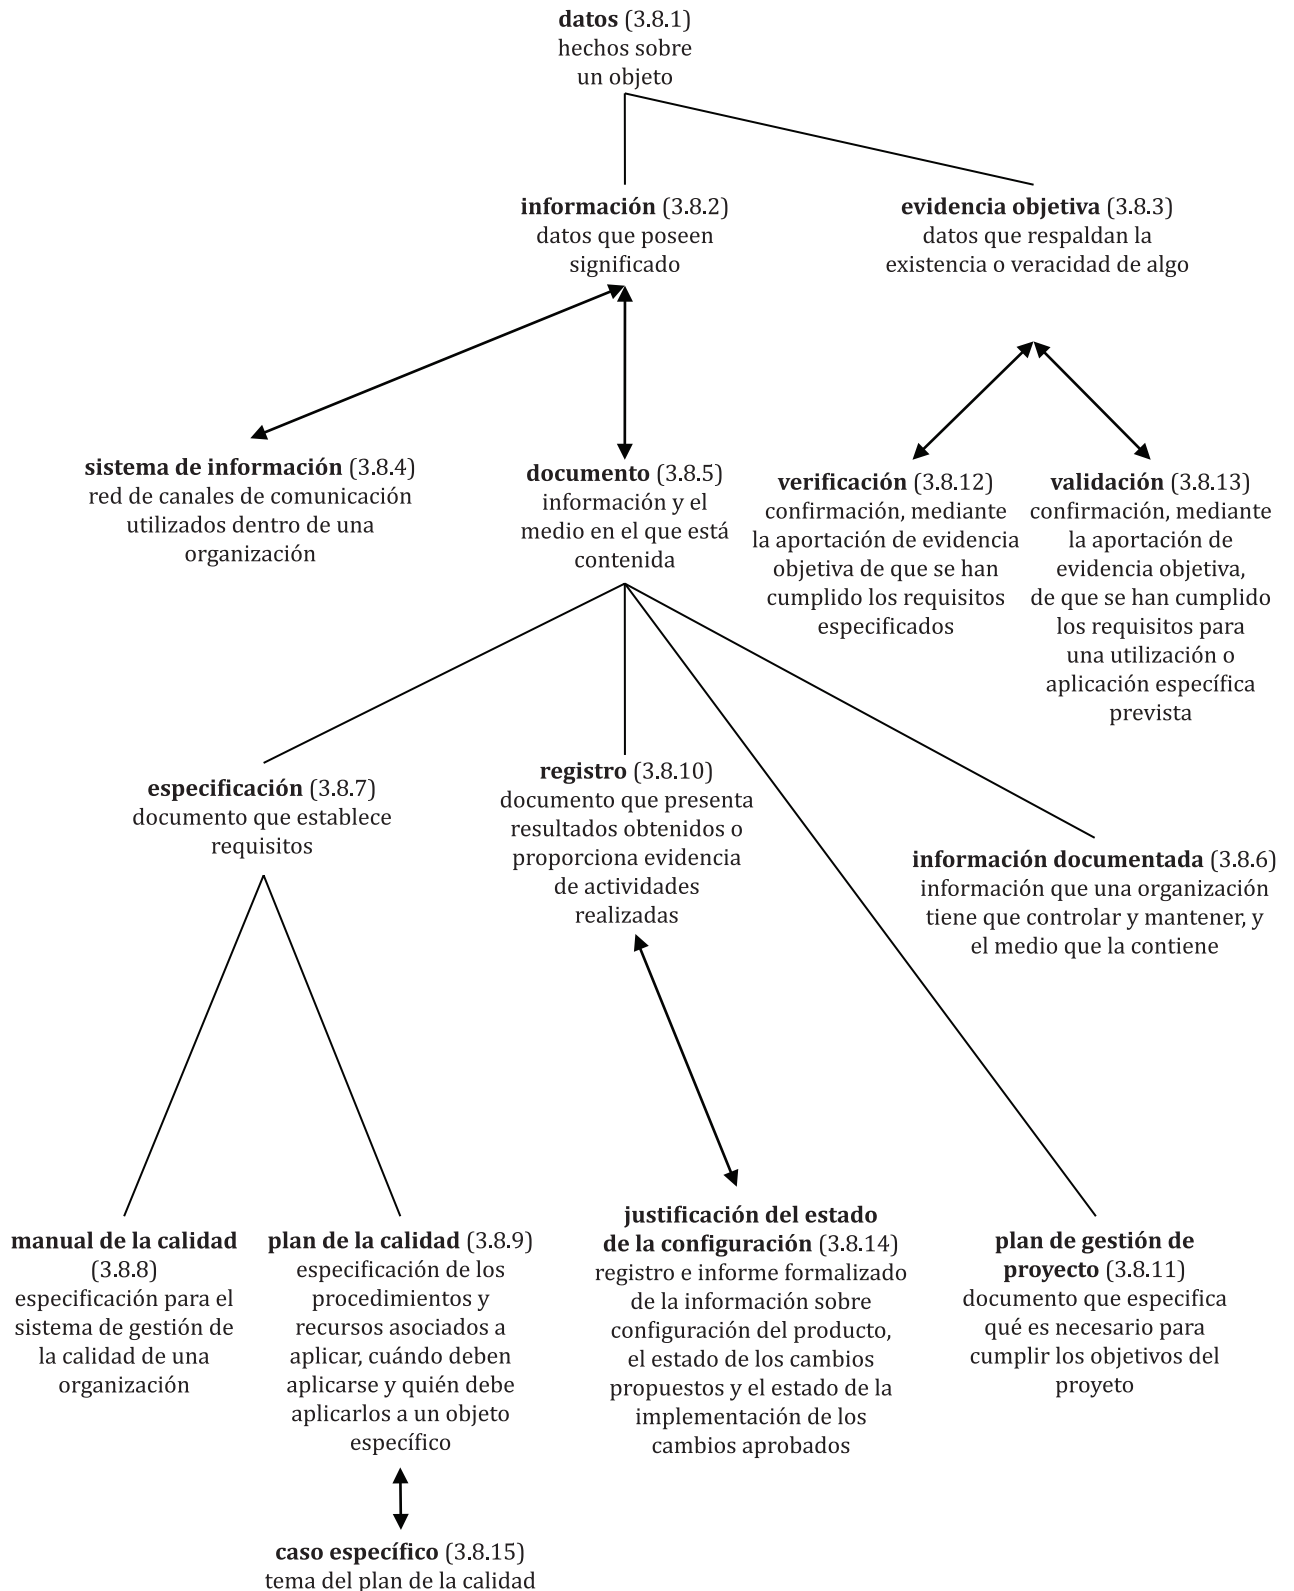 datos (3.8.1)
hechos sobre
un objeto
información (3.8.2)
datos que poseen
significado
evidencia objetiva (3.8.3)
datos que respaldan la
existencia o veracidad de algo
sistema de información (3.8.4)
red de canales de comunicación
utilizados dentro de una
organización
documento (3.8.5)
información y el
medio en el que está
contenida
verificación (3.8.12)
confirmación, mediante
la aportación de evidencia
objetiva de que se han
cumplido los requisitos
especificados
validación (3.8.13)
confirmación, mediante
la aportación de
evidencia objetiva,
de que se han cumplido
los requisitos para
una utilización o
aplicación específica
prevista
especificación (3.8.7)
documento que establece
requisitos
registro (3.8.10)
documento que presenta
resultados obtenidos o
proporciona evidencia
de actividades
realizadas
información documentada (3.8.6)
información que una organización
tiene que controlar y mantener, y
el medio que la contiene
manual de la calidad
(3.8.8)
especificación para el
sistema de gestión de
la calidad de una
organización
plan de la calidad (3.8.9)
especificación de los
procedimientos y
recursos asociados a
aplicar, cuándo deben
aplicarse y quién debe
aplicarlos a un objeto
específico
justificación del estado
de la configuración (3.8.14)
registro e informe formalizado
de la información sobre
configuración del producto,
el estado de los cambios
propuestos y el estado de la
implementación de los
cambios aprobados
plan de gestión de
proyecto (3.8.11)
documento que especifica
qué es necesario para
cumplir los objetivos del
proyeto
caso específico (3.8.15)
tema del plan de la calidad